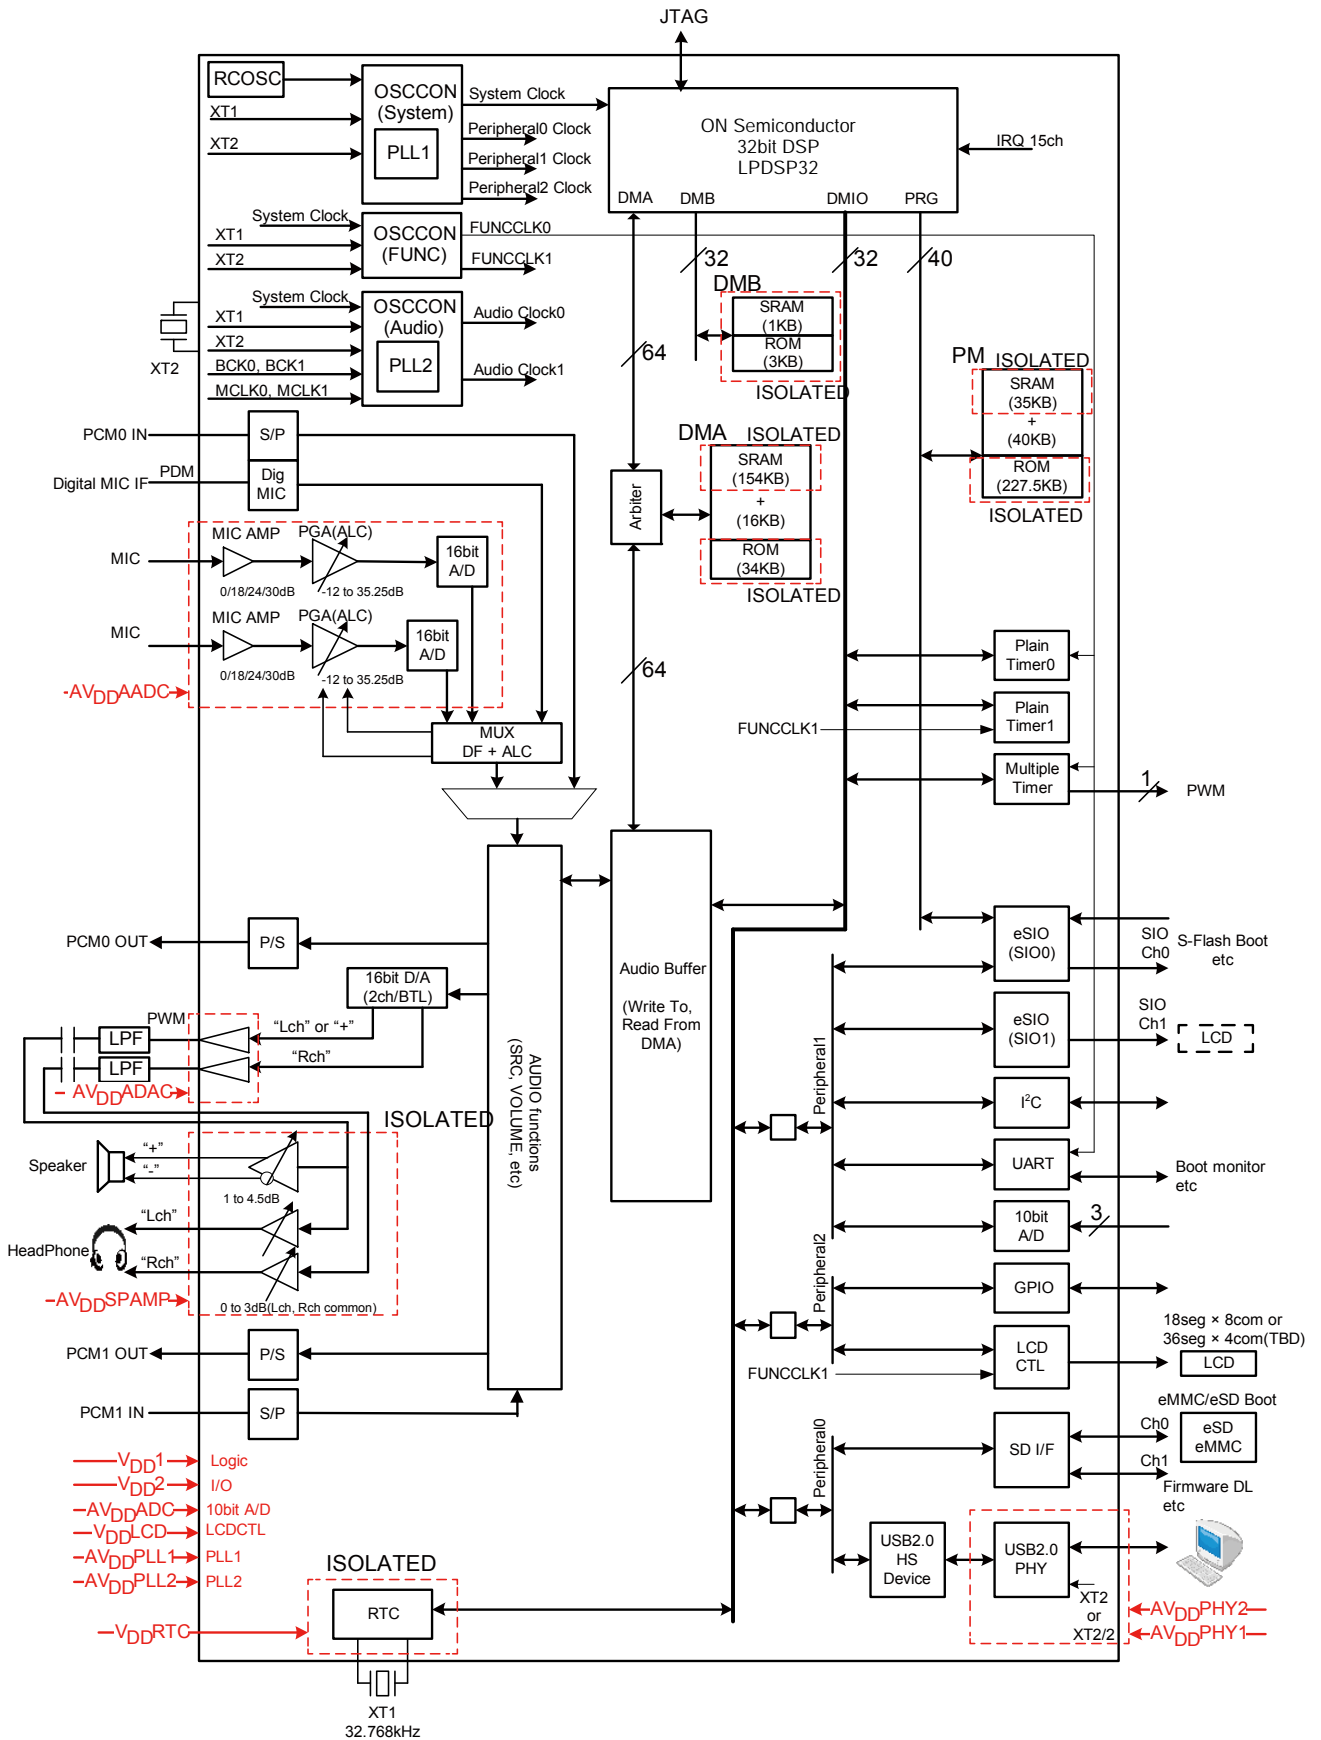 JTAG
RCOSC
XT1
XT2
OSCCON
(System)
PLL1
System Clock
Peripheral0 Clock
Peripheral1 Clock
Peripheral2 Clock
ON Semiconductor
32bit DSP
LPDSP32
DMA
DMB
DMIO
PRG
IRQ 15ch
System Clock
XT1
XT2
OSCCON
(FUNC)
FUNCCLK0
FUNCCLK1
32
32
40
System Clock
XT1
XT2
BCK0, BCK1
MCLK0, MCLK1
OSCCON
(Audio)
PLL2
Audio Clock0
Audio Clock1
XT2
64
DMB
SRAM
(1KB)
ROM
(3KB)
ISOLATED
PM
ISOLATED
SRAM
(35KB)
+
(40KB)
ROM
(227.5KB)
ISOLATED
PCM0 IN
S/P
Digital MIC IF
PDM
Dig
MIC
DMA
ISOLATED
SRAM
(154KB)
+
(16KB)
ROM
(34KB)
ISOLATED
Arbiter
MIC
MIC AMP
0/18/24/30dB
PGA(ALC)
-12 to 35.25dB
16bit
A/D
MIC
MIC AMP
0/18/24/30dB
PGA(ALC)
-12 to 35.25dB
16bit
A/D
AVDDAADC
64
MUX
DF + ALC
Plain
Timer0
Plain
Timer1
FUNCCLK1
Multiple
Timer
1
PWM
PCM0 OUT
P/S
16bit D/A
(2ch/BTL)
AUDIO functions
(SRC, VOLUME, etc)
Audio Buffer
(Write To,
Read From
DMA)
eSIO
(SIO0)
SIO
Ch0
S-Flash Boot
etc
eSIO
(SIO1)
SIO
Ch1
LCD
LPF
LPF
PWM
“Lch” or “+”
“Rch”
AVDDADAC
Peripheral1
I2C
UART
Boot monitor
etc
10bit
A/D
3
ISOLATED
Speaker
“+”
“-”
1 to 4.5dB
HeadPhone
“Lch”
“Rch”
0 to 3dB(Lch, Rch common)
AVDDSPAMP
Peripheral2
GPIO
LCD
CTL
FUNCCLK1
18seg × 8com or
36seg × 4com(TBD)
LCD
PCM1 OUT
P/S
PCM1 IN
S/P
Peripheral0
SD I/F
eMMC/eSD Boot
Ch0
eSD
eMMC
Ch1
Firmware DL
etc
VDD1
Logic
VDD2
I/O
AVDDADC
10bit A/D
VDDLCD
LCDCTL
AVDDPLL1
PLL1
AVDDPLL2
PLL2
USB2.0
HS
Device
USB2.0
PHY
XT2
or
XT2/2
AVDDPHY2
AVDDPHY1
ISOLATED
RTC
VDDRTC
XT1
32.768kHz